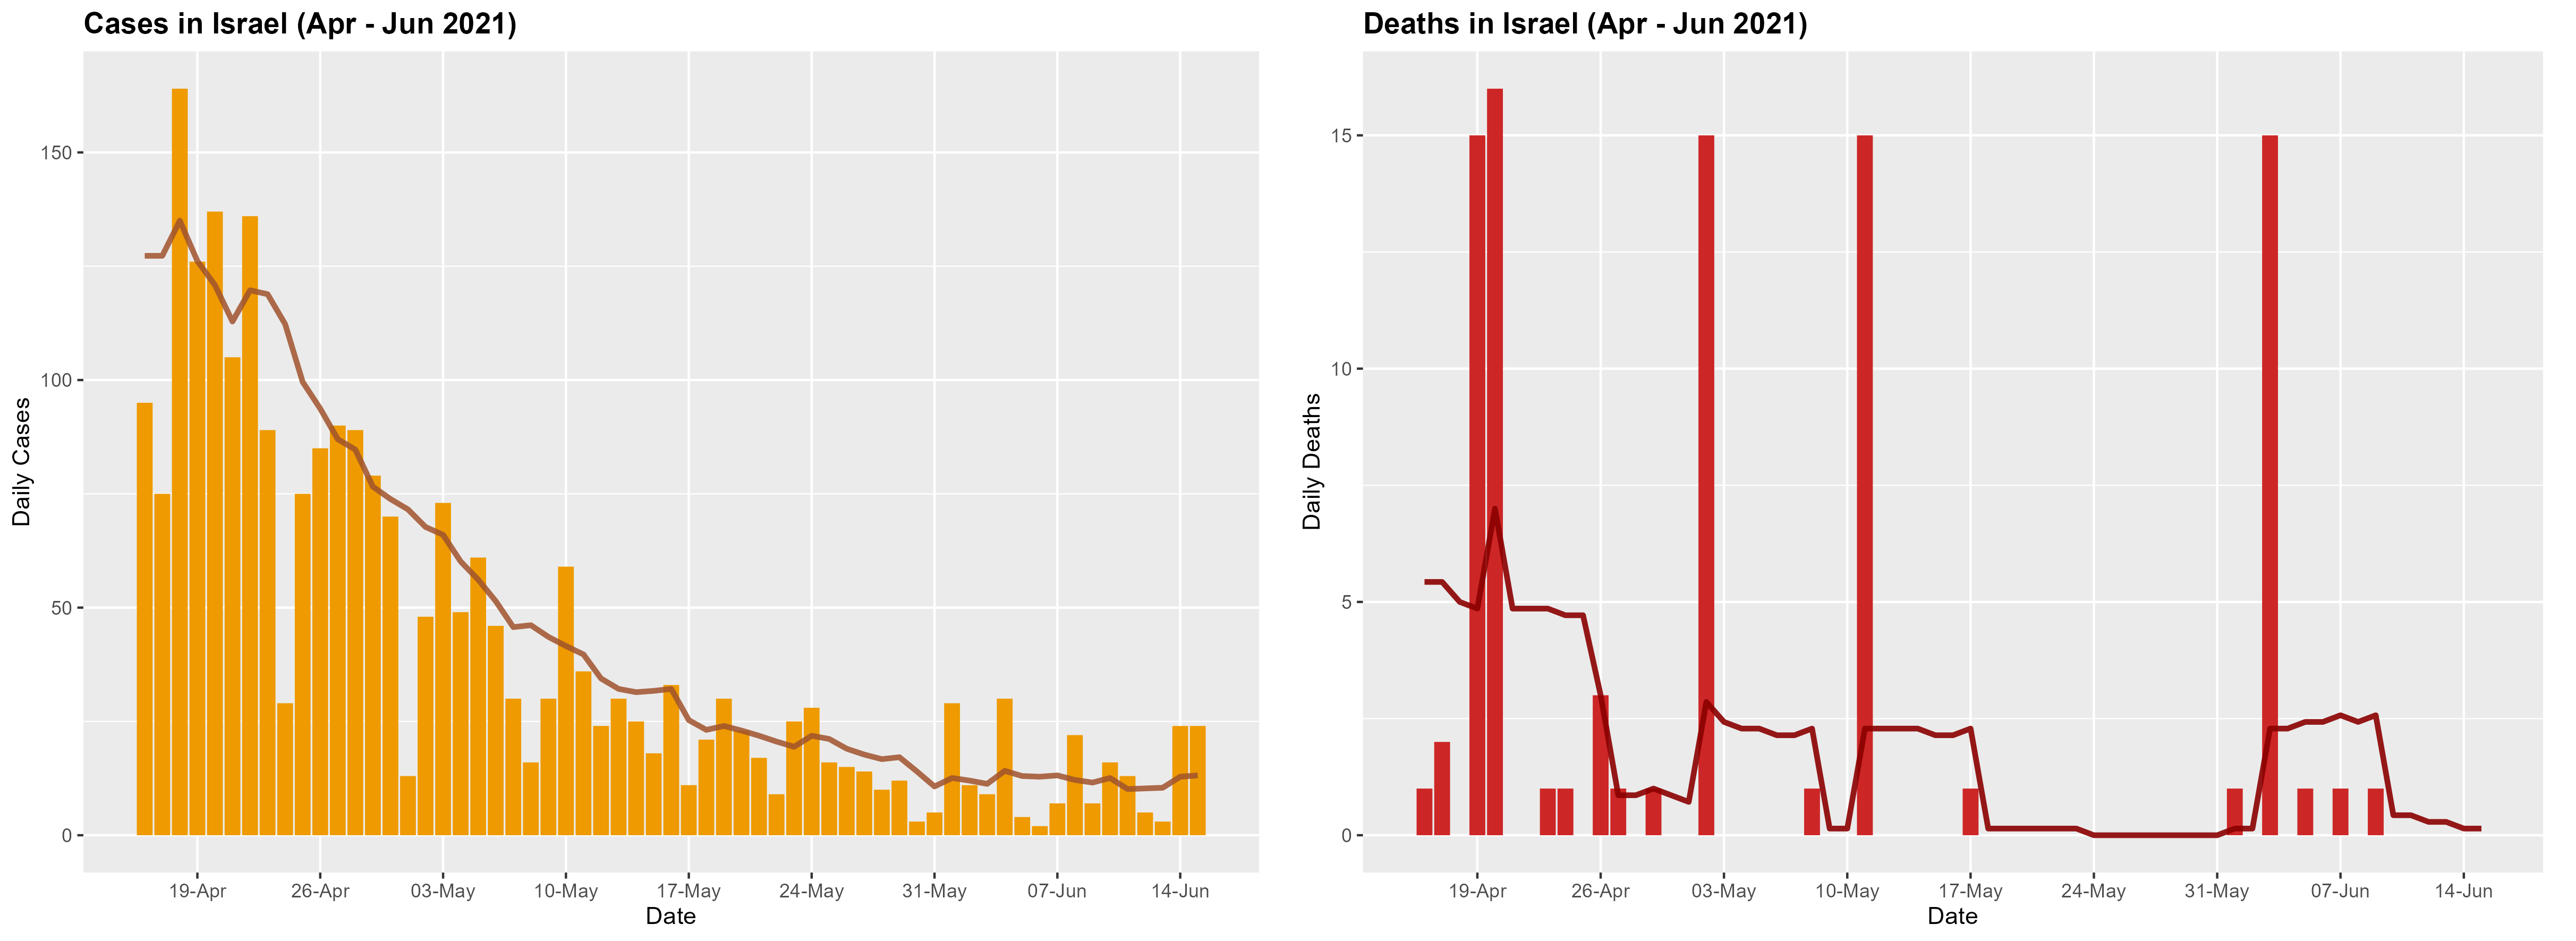 Cases in Israel (Apr - Jun 2021)
Daily Cases
150
100
50
0
19-Apr 26-Apr 03-May 10-May 17-May 24-May 31-May 07-Jun 14-Jun
Date
Deaths in Israel (Apr - Jun 2021)
Daily Deaths
15
10
5
0
19-Apr 26-Apr 03-May 10-May 17-May 24-May 31-May 07-Jun 14-Jun
Date